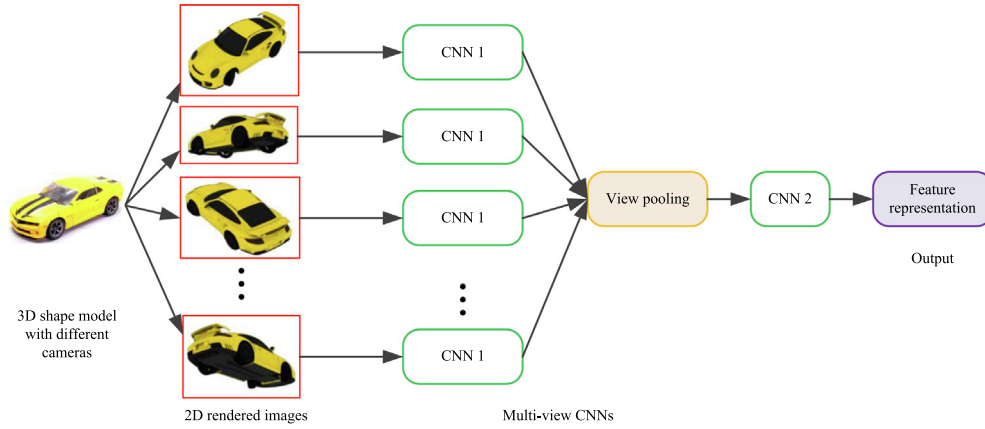 CNN 1
CNN 1
CNN 1
CNN 1
View pooling
CNN 2
Feature
representation
Output
3D shape model
with different
cameras
2D rendered images
Multi-view CNNs